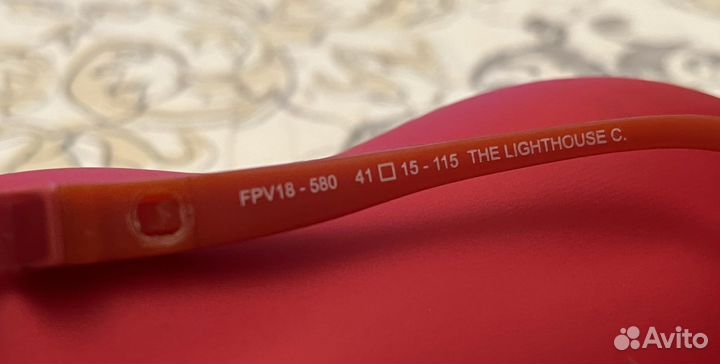 FPV18 - 580 41□15 - 115 THE LIGHTHOUSE C.
Avito